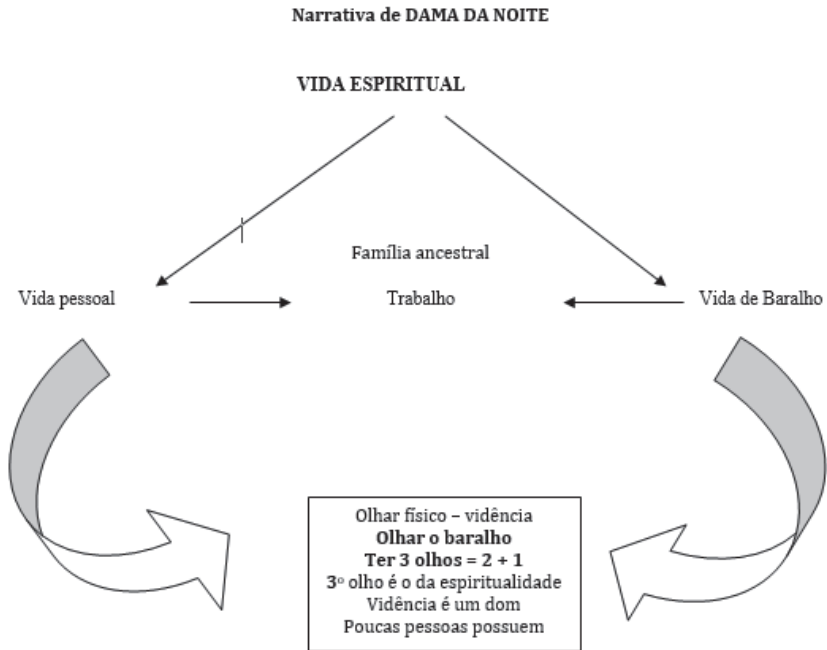 Narrativa de DAMA DA NOITE
VIDA ESPIRITUAL
Família ancestral
Vida pessoal
Trabalho
Vida de Baralho
Olhar físico – vidência
Olhar o baralho
Ter 3 olhos = 2 + 1
3º olho é o da espiritualidade
Vidência é um dom
Poucas pessoas possuem